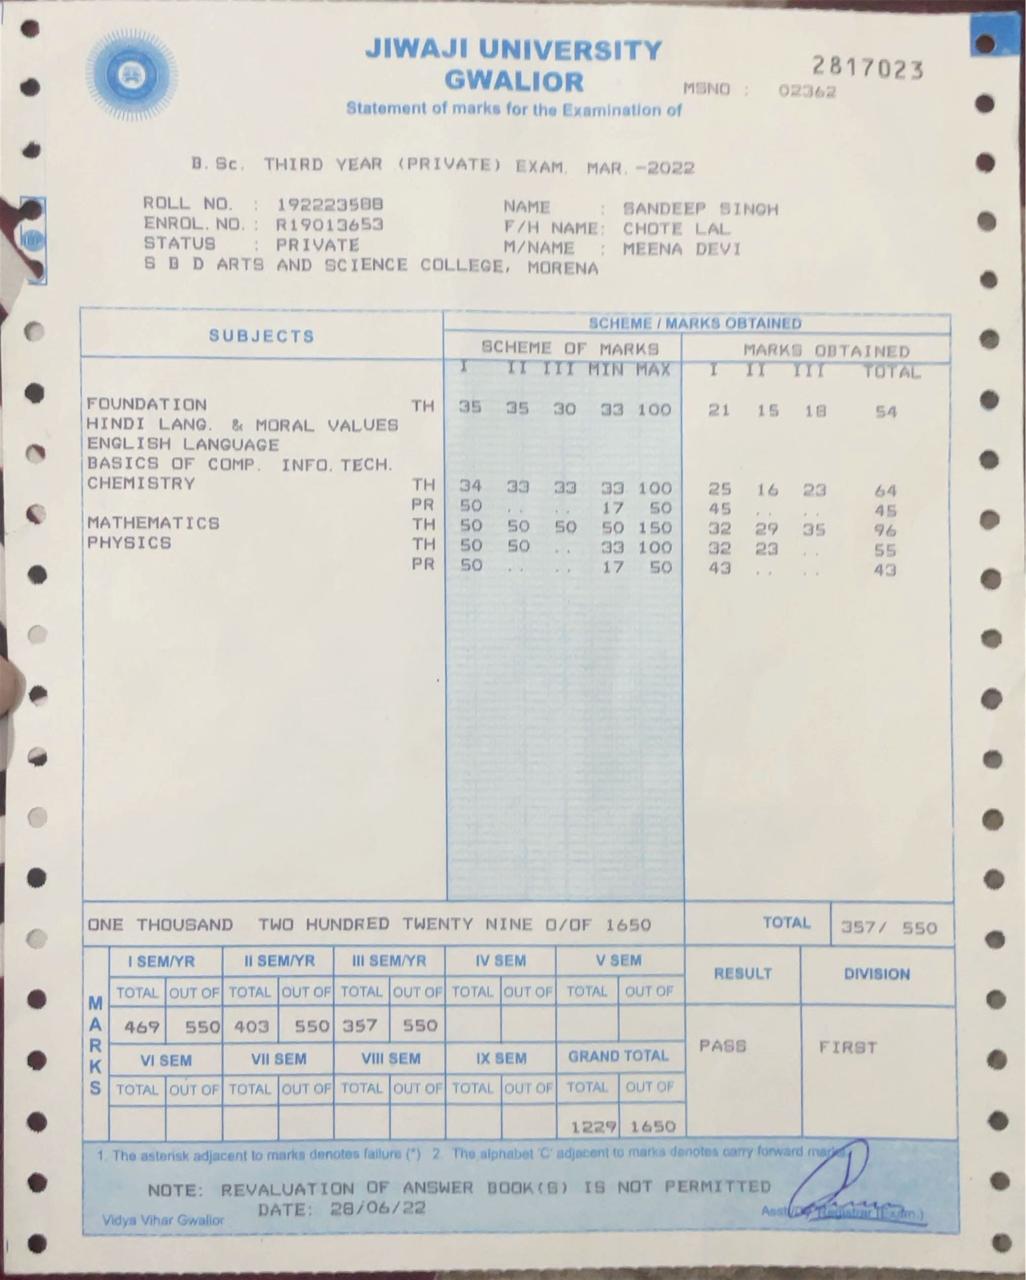 JIWAJI UNIVERSITY
GWALIOR
2817023
MSNO : 02362
Statement of marks for the Examination of
B.Sc. THIRD YEAR (PRIVATE) EXAM. MAR.-2022
ROLL NO. : 192223588 NAME : SANDEEP SINGH
ENROL. NO. : R19013653 F/H NAME: CHOTE LAL
STATUS : PRIVATE M/NAME : MEENA DEVI
S B D ARTS AND SCIENCE COLLEGE, MORENA
SUBJECTS SCHEME / MARKS OBTAINED
SCHEME OF MARKS MARKS OBTAINED
I II III MIN MAX I II III TOTAL
FOUNDATION TH 35 35 30 33 100 21 15 18 54
HINDI LANG. & MORAL VALUES
ENGLISH LANGUAGE
BASICS OF COMP. INFO.TECH.
CHEMISTRY TH 34 33 33 33 100 25 16 23 64
PR 50 .. .. 17 50 45 .. .. 45
MATHEMATICS TH 50 50 50 50 150 32 29 35 96
PHYSICS TH 50 50 .. 33 100 32 23 .. 55
PR 50 .. .. 17 50 43 .. .. 43
ONE THOUSAND TWO HUNDRED TWENTY NINE O/OF 1650 TOTAL 357/ 550
MARKS
I SEM/YR II SEM/YR III SEM/YR IV SEM V SEM RESULT DIVISION
TOTAL OUT OF TOTAL OUT OF TOTAL OUT OF TOTAL OUT OF TOTAL OUT OF
469 550 403 550 357 550
PASS FIRST
VI SEM VII SEM VIII SEM IX SEM GRAND TOTAL
TOTAL OUT OF TOTAL OUT OF TOTAL OUT OF TOTAL OUT OF TOTAL OUT OF
1229 1650
1. The asterisk adjacent to marks denotes failure (*) 2. The alphabet 'C' adjacent to marks denotes carry forward
NOTE: REVALUATION OF ANSWER BOOK(S) IS NOT PERMITTED
DATE: 28/06/22
Vidya Vihar Gwalior Registrar (Exam.)